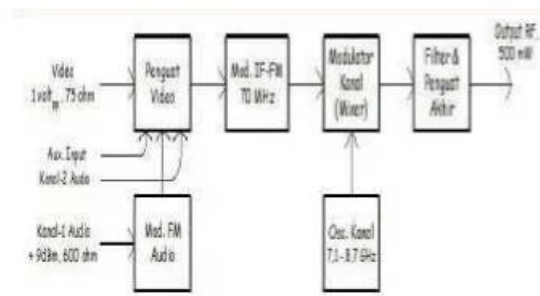 Video
1 volt pp, 75 ohm
Aux. Input
Kanal-2 Audio
Kanal-1 Audio
+ 9dBm, 600 ohm
Penguat
Video
Mod. FM
Audio
Mod. IF-FM
70 MHz
Modulator
Kanal
(Mixer)
Osc. Kanal
7,1 - 8,7 GHz
Filter &
Penguat
Akhir
Output RF,
500 mW